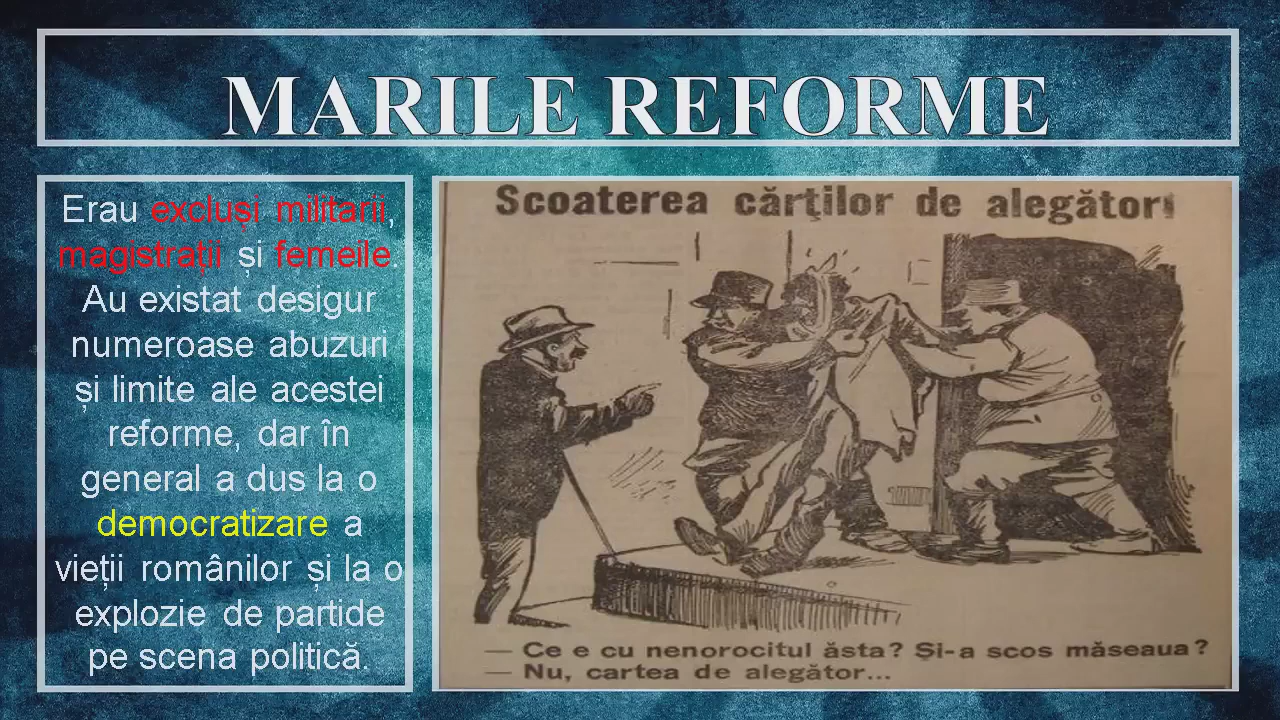 MARILE REFORME
Erau excluși militarii,
magistrații și femeile.
Au existat desigur
numeroase abuzuri
și limite ale acestei
reforme, dar în
general a dus la o
democratizare a
vieții românilor și la o
explozie de partide
pe scena politică.
Scoaterea cărţilor de alegători
— Ce e cu nenorocitul ăsta? Și-a scos măseaua?
— Nu, cartea de alegător...